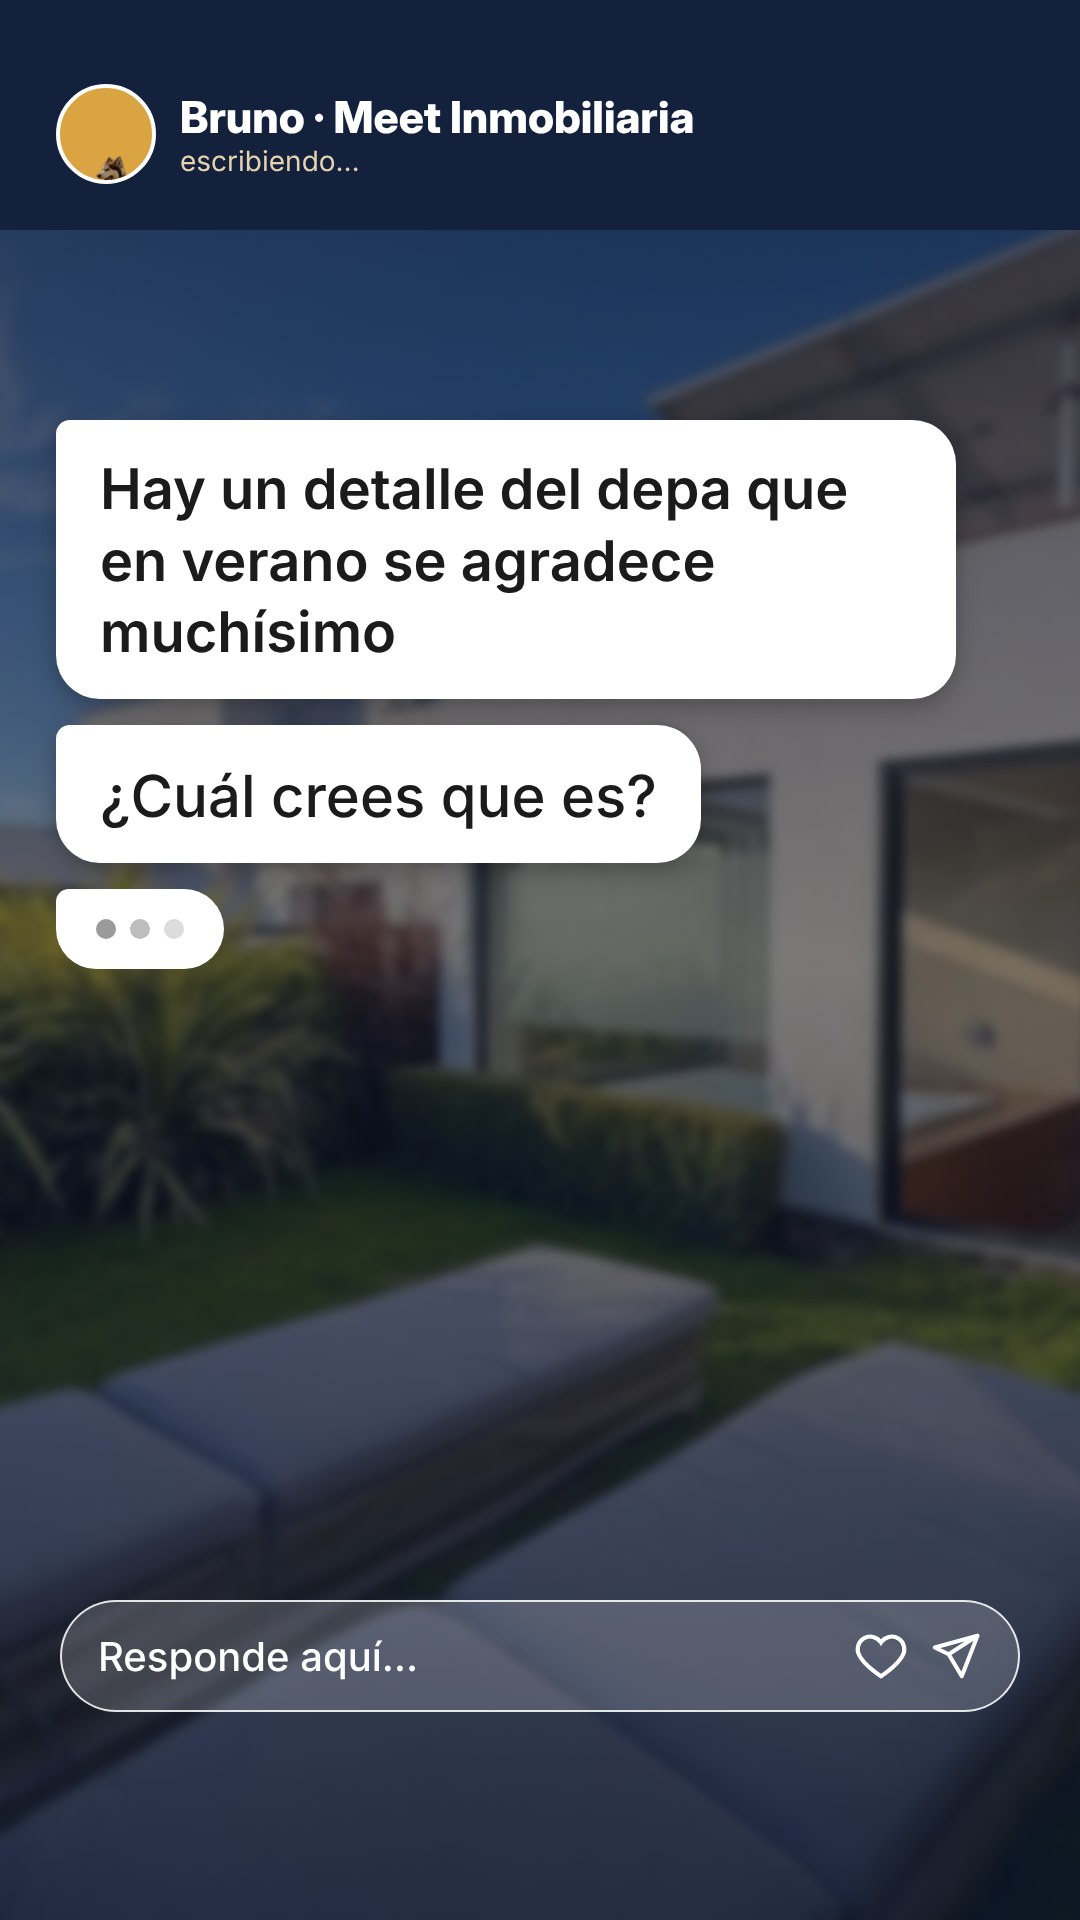 Bruno · Meet Inmobiliaria
escribiendo...
Hay un detalle del depa que
en verano se agradece
muchísimo
¿Cuál crees que es?
Responde aquí...